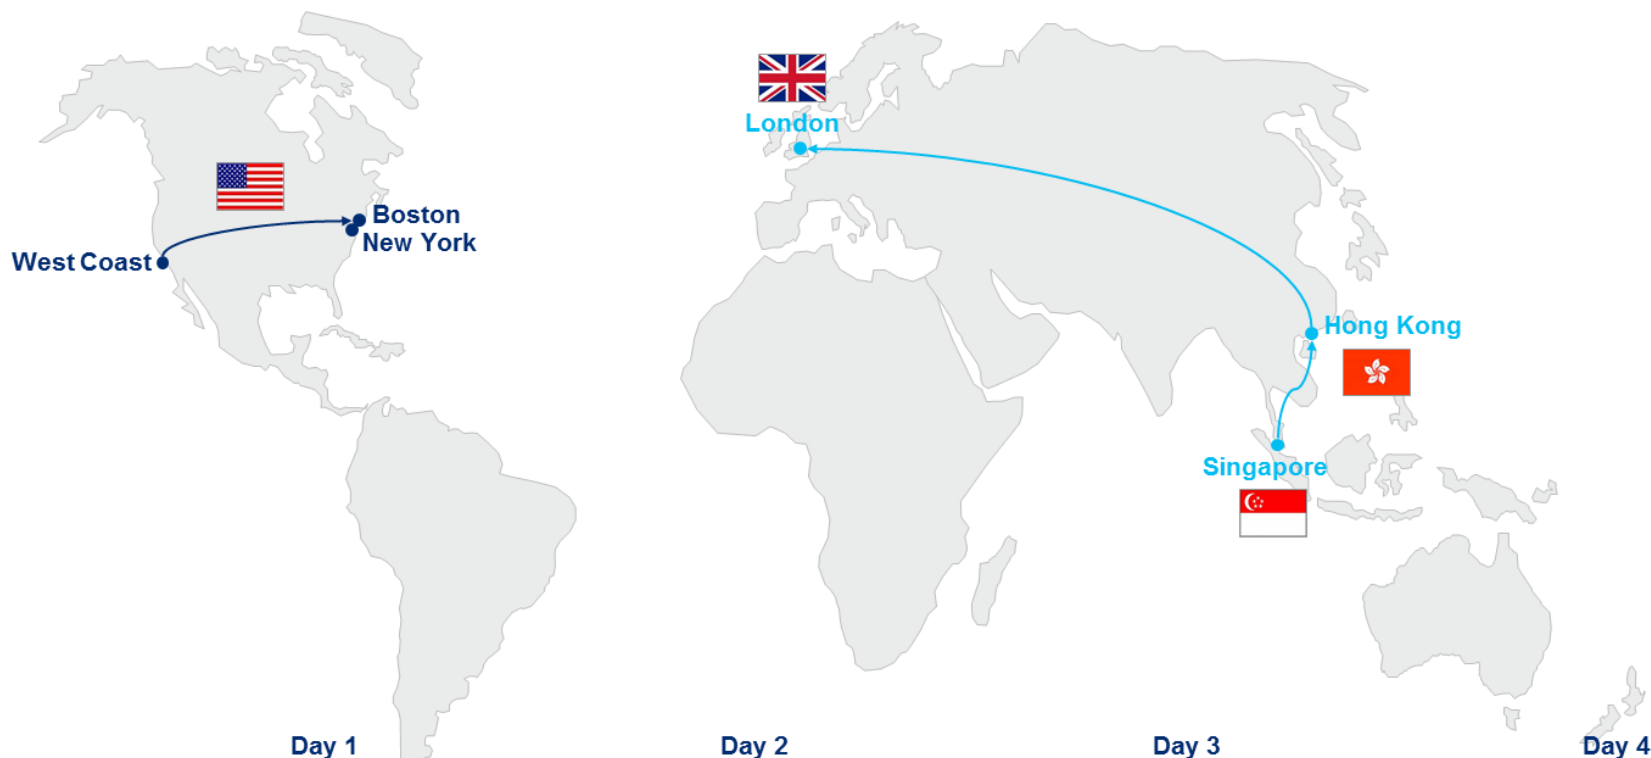 London
Boston
New York
West Coast
Hong Kong
Singapore
Day 1
Day 2
Day 3
Day 4